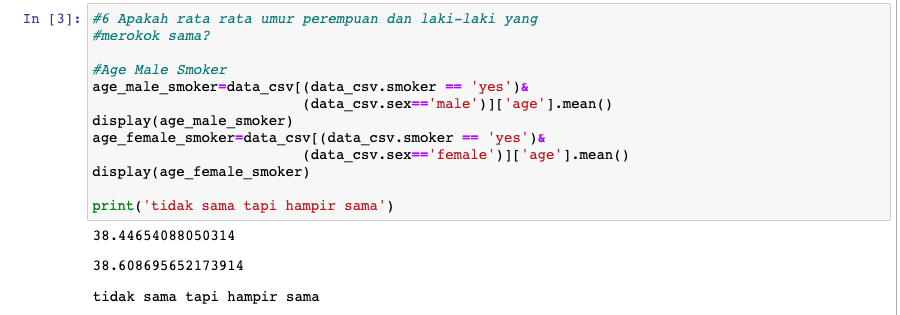 In [3]: #6 Apakah rata rata umur perempuan dan laki-laki yang
#merokok sama?
#Age Male Smoker
age_male_smoker=data_csv[(data_csv.smoker == 'yes')&
(data_csv.sex=='male')]['age'].mean()
display(age_male_smoker)
age_female_smoker=data_csv[(data_csv.smoker == 'yes')&
(data_csv.sex=='female')]['age'].mean()
display(age_female_smoker)
print('tidak sama tapi hampir sama')
38.44654088050314
38.608695652173914
tidak sama tapi hampir sama